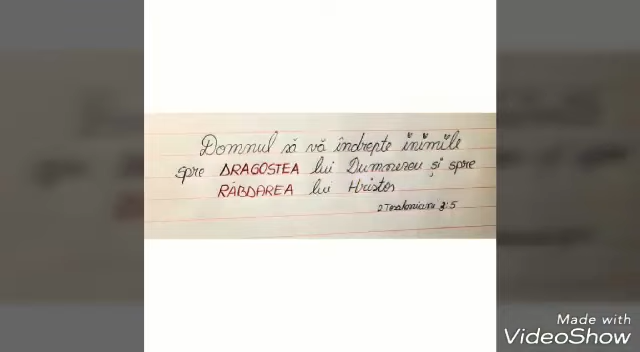 Domnul să vă îndrepte inimile
spre DRAGOSTEA lui Dumnezeu și spre
RĂBDAREA lui Hristos
2 Tesaloniceni 3:5
Made with
VideoShow